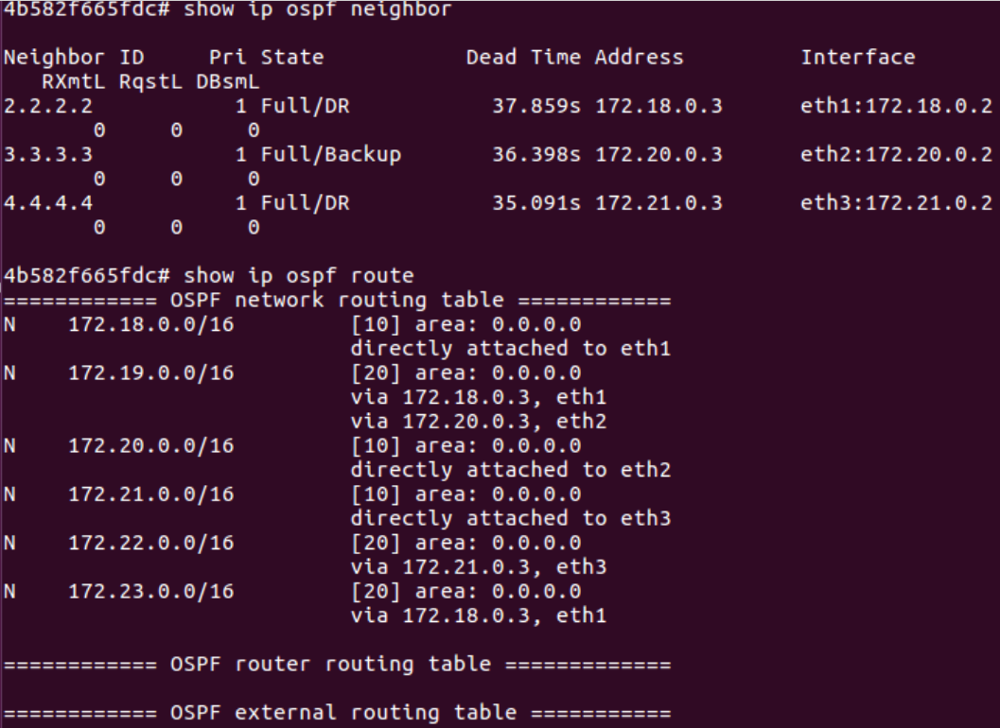 4b582f665fdc# show ip ospf neighbor
Neighbor ID     Pri State           Dead Time Address         Interface
   RXmtL RqstL DBsmL
2.2.2.2           1 Full/DR           37.859s 172.18.0.3      eth1:172.18.0.2
       0     0     0
3.3.3.3           1 Full/Backup       36.398s 172.20.0.3      eth2:172.20.0.2
       0     0     0
4.4.4.4           1 Full/DR           35.091s 172.21.0.3      eth3:172.21.0.2
       0     0     0
4b582f665fdc# show ip ospf route
============ OSPF network routing table ============
N    172.18.0.0/16         [10] area: 0.0.0.0
                           directly attached to eth1
N    172.19.0.0/16         [20] area: 0.0.0.0
                           via 172.18.0.3, eth1
                           via 172.20.0.3, eth2
N    172.20.0.0/16         [10] area: 0.0.0.0
                           directly attached to eth2
N    172.21.0.0/16         [10] area: 0.0.0.0
                           directly attached to eth3
N    172.22.0.0/16         [20] area: 0.0.0.0
                           via 172.21.0.3, eth3
N    172.23.0.0/16         [20] area: 0.0.0.0
                           via 172.18.0.3, eth1
============ OSPF router routing table =============
============ OSPF external routing table ===========